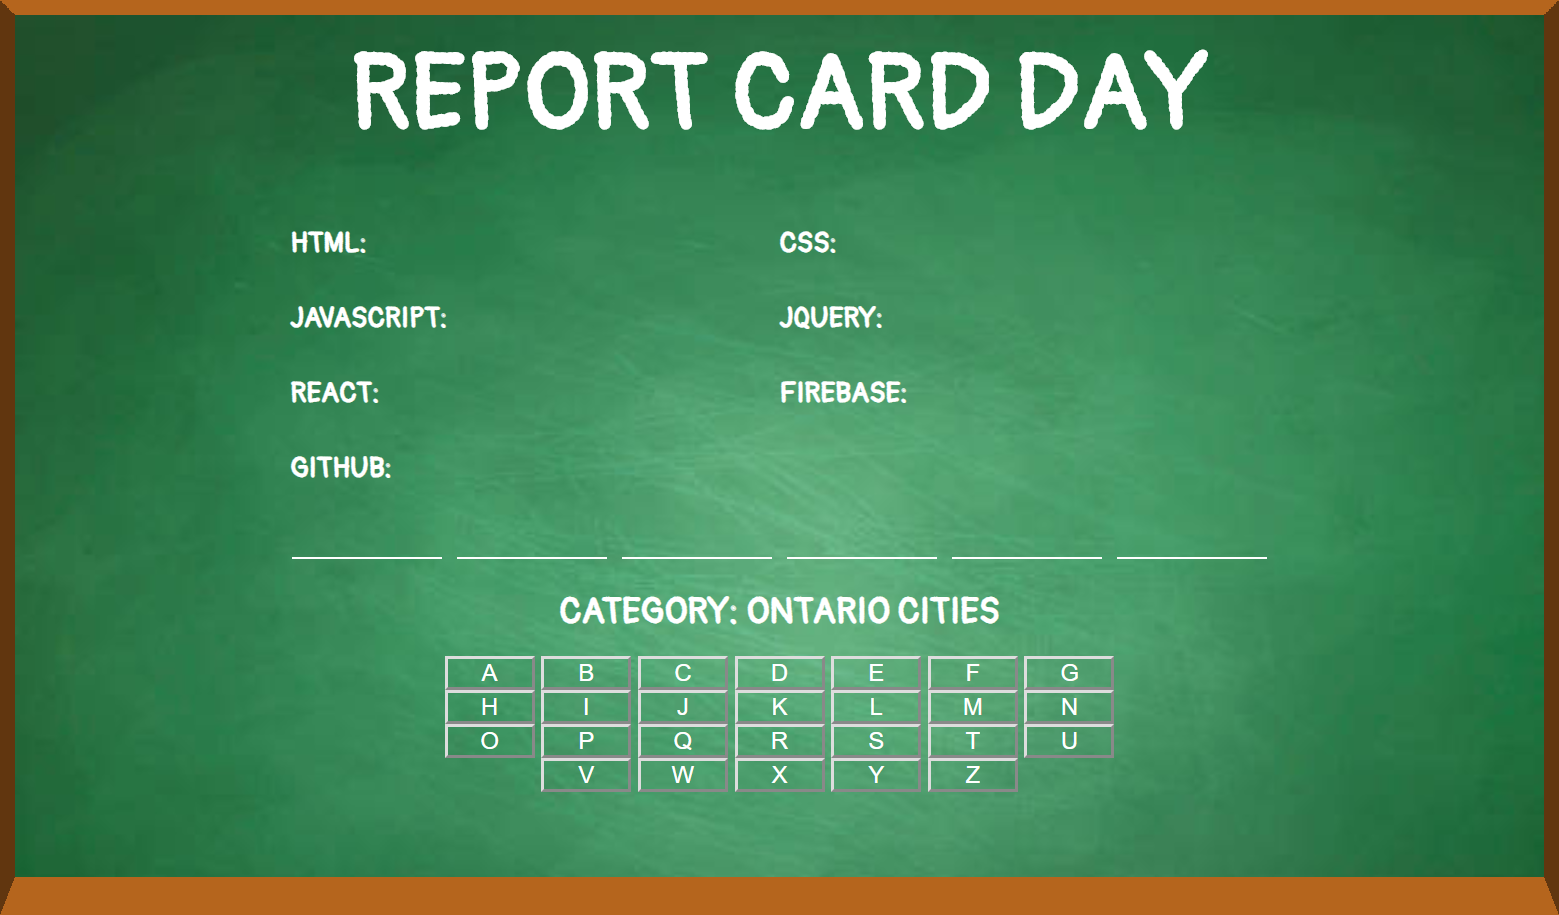 REPORT CARD DAY
HTML: CSS:
JAVASCRIPT: JQUERY:
REACT: FIREBASE:
GITHUB:
CATEGORY: ONTARIO CITIES
A B C D E F G
H I J K L M N
O P Q R S T U
V W X Y Z